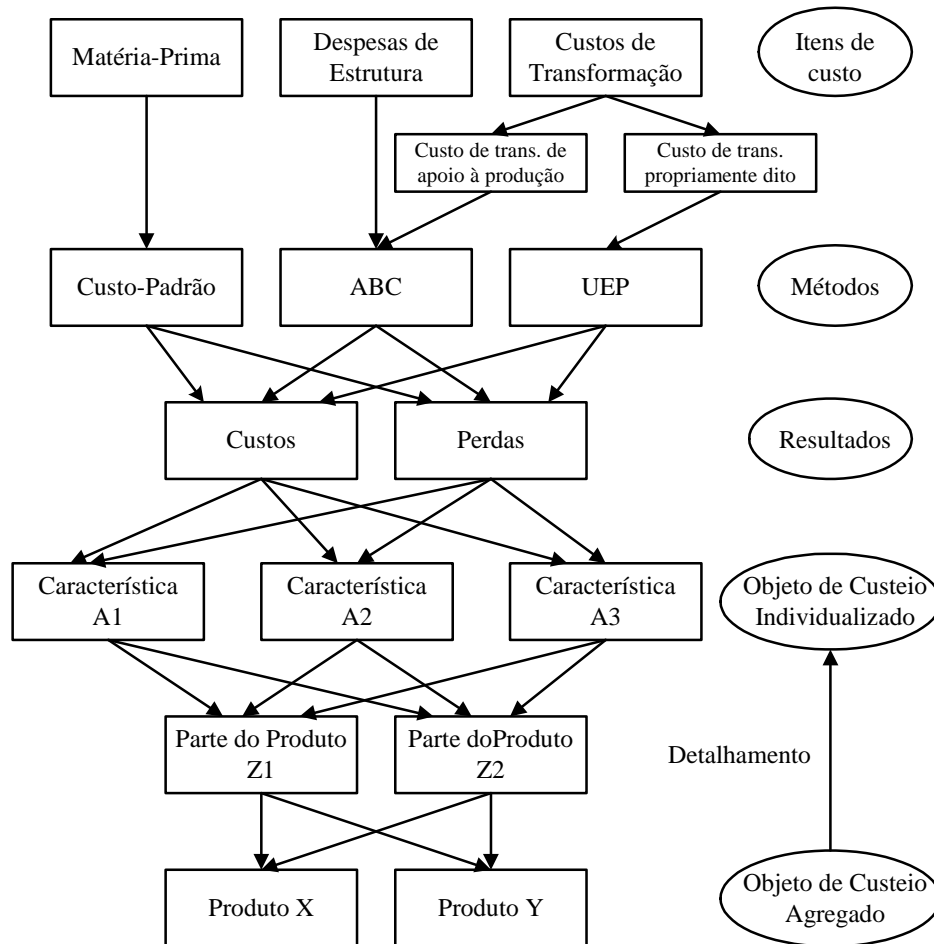 Matéria-Prima
Despesas de
Estrutura
Custos de
Transformação
Itens de
custo
Custo de trans. de
apoio à produção
Custo de trans.
propriamente dito
Custo-Padrão
ABC
UEP
Métodos
Custos
Perdas
Resultados
Característica
A1
Característica
A2
Característica
A3
Objeto de Custeio
Individualizado
Parte do Produto
Z1
Parte doProduto
Z2
Detalhamento
Produto X
Produto Y
Objeto de Custeio
Agregado